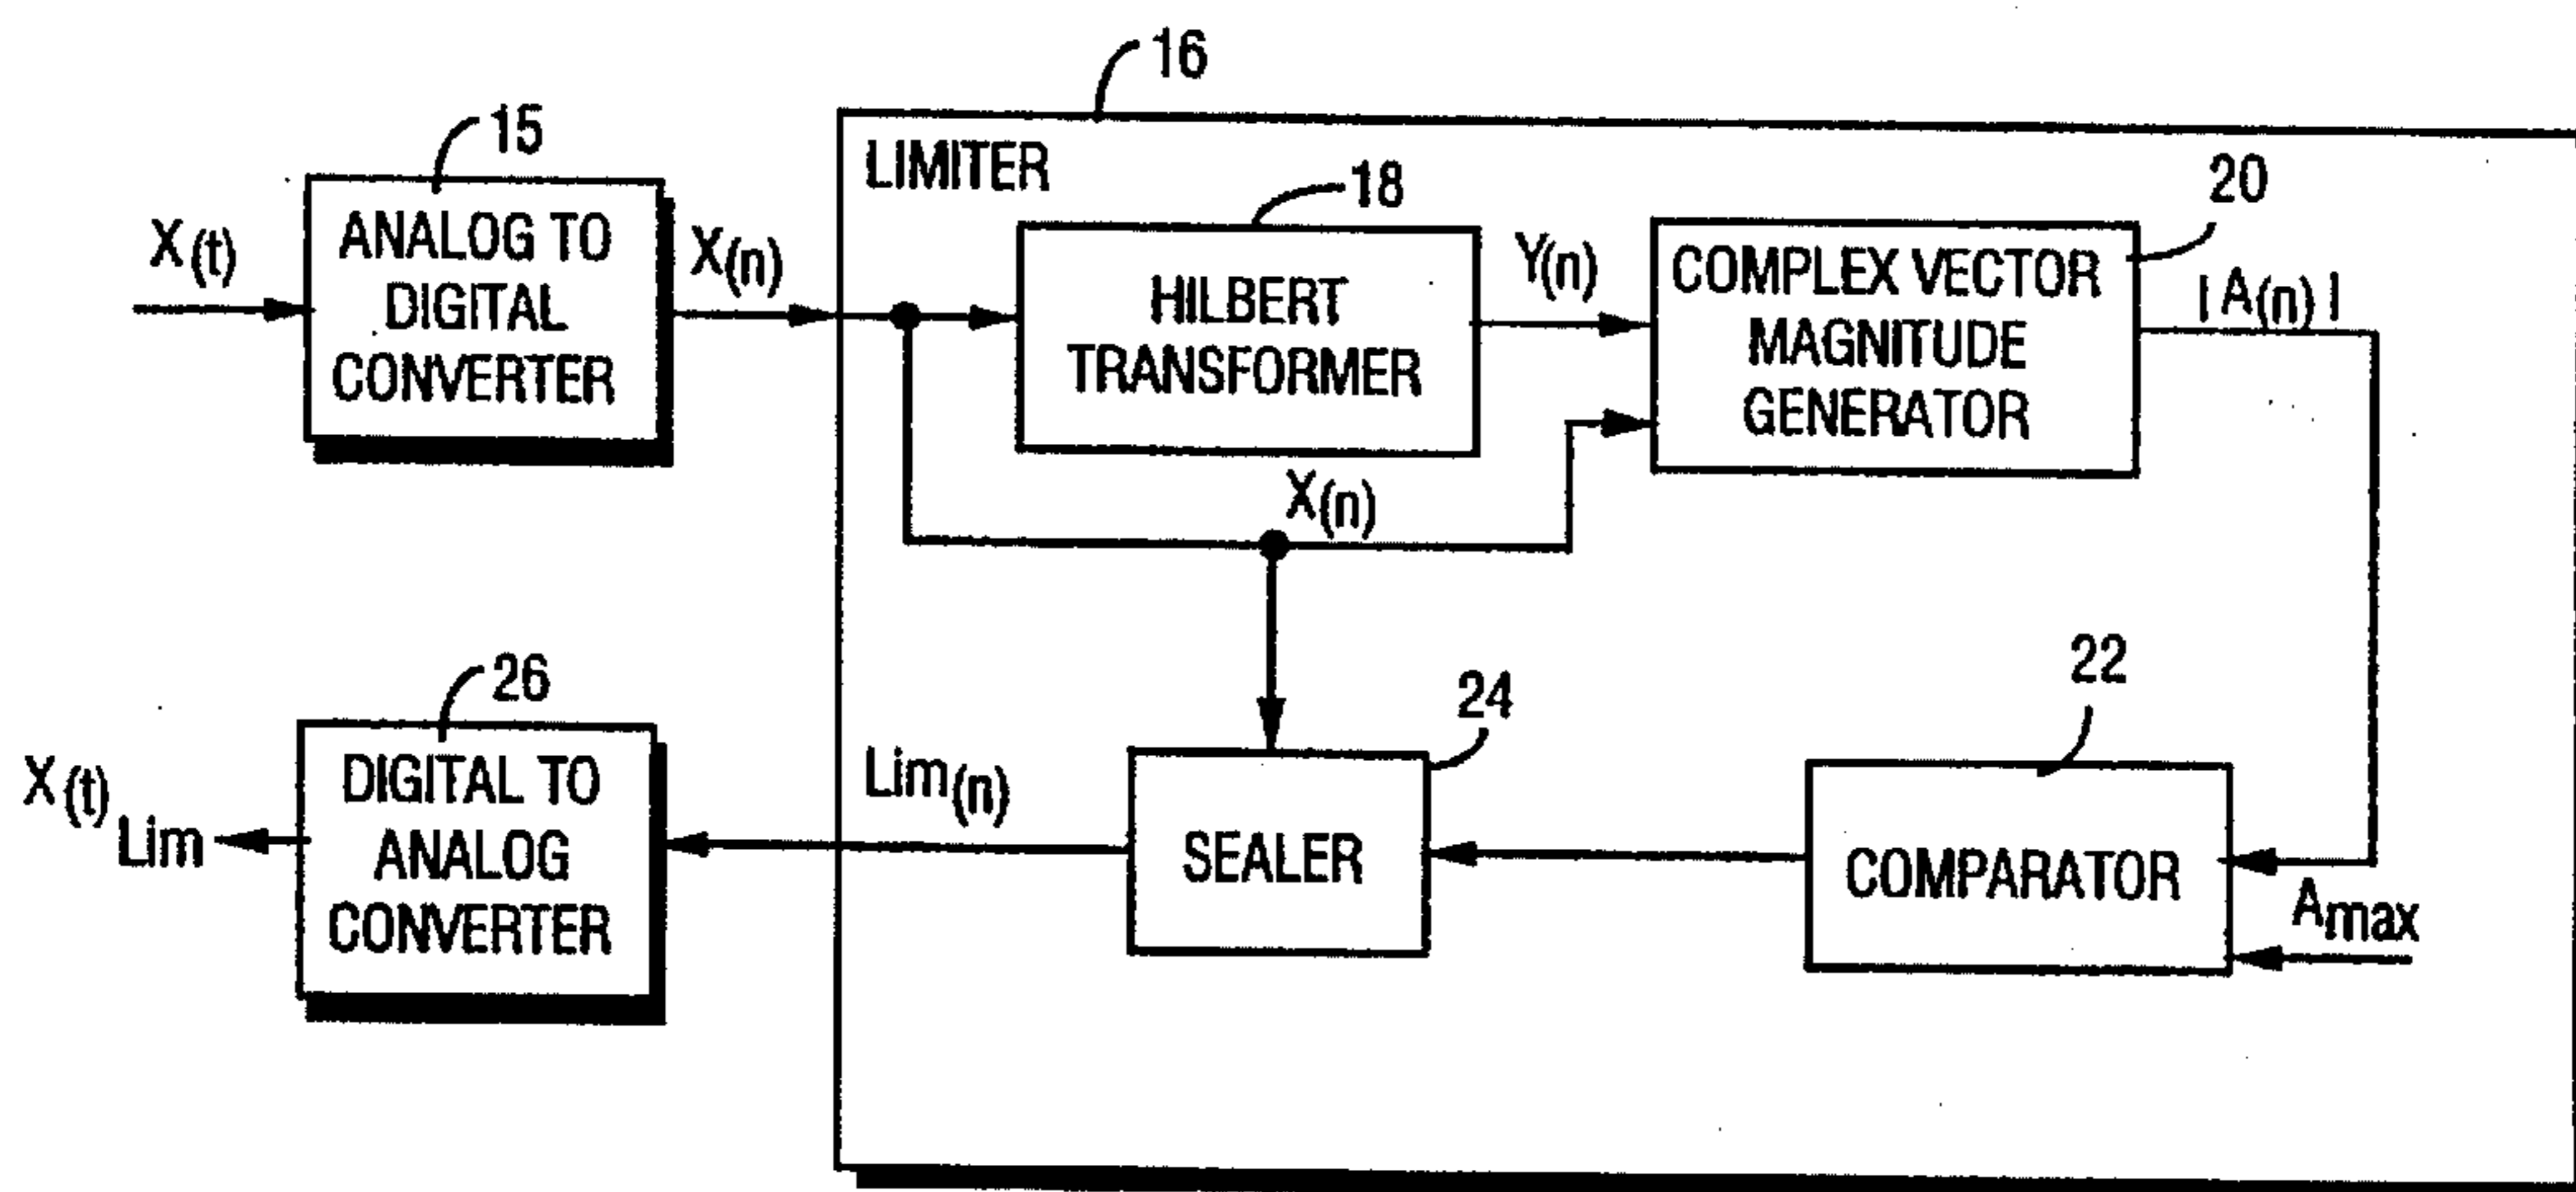 16
15
LIMITER
18
20
X(t)
ANALOG TO
DIGITAL
CONVERTER
X(n)
HILBERT
TRANSFORMER
Y(n)
COMPLEX VECTOR
MAGNITUDE
GENERATOR
| A(n) |
X(n)
26
24
22
X(t) Lim
DIGITAL TO
ANALOG
CONVERTER
Lim(n)
SEALER
COMPARATOR
Amax